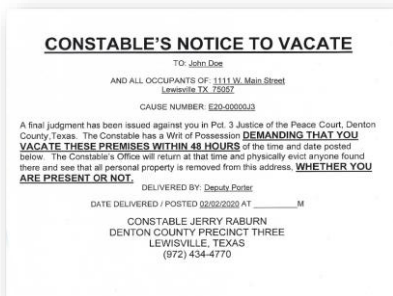 CONSTABLE'S NOTICE TO VACATE
TO: John Doe
AND ALL OCCUPANTS OF: 1111 W. Main Street
Lewisville TX 75057
CAUSE NUMBER: E20-00000J3
A final judgment has been issued against you in Pct. 3 Justice of the Peace Court, Denton
County,Texas. The Constable has a Writ of Possession DEMANDING THAT YOU
VACATE THESE PREMISES WITHIN 48 HOURS of the time and date posted
below. The Constable's Office will return at that time and physically evict anyone found
there and see that all personal property is removed from this address, WHETHER YOU
ARE PRESENT OR NOT.
DELIVERED BY: Deputy Porter
DATE DELIVERED / POSTED 02/02/2020 AT ________M
CONSTABLE JERRY RABURN
DENTON COUNTY PRECINCT THREE
LEWISVILLE, TEXAS
(972) 434-4770